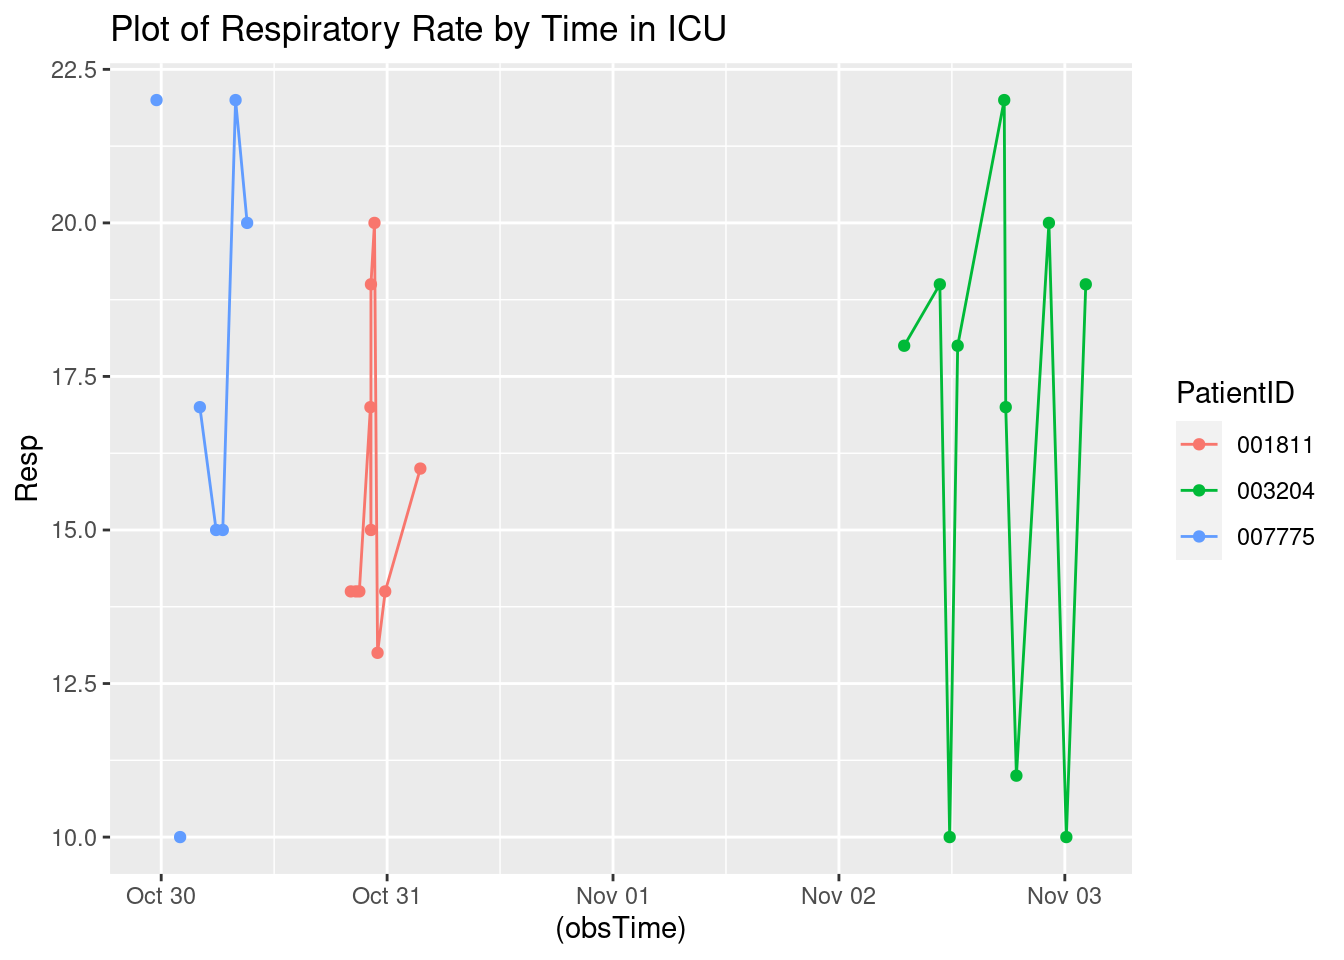 Plot of Respiratory Rate by Time in ICU
22.5
20.0
17.5
15.0
12.5
10.0
Resp
Oct 30 Oct 31 Nov 01 Nov 02 Nov 03
(obsTime)
PatientID
001811
003204
007775